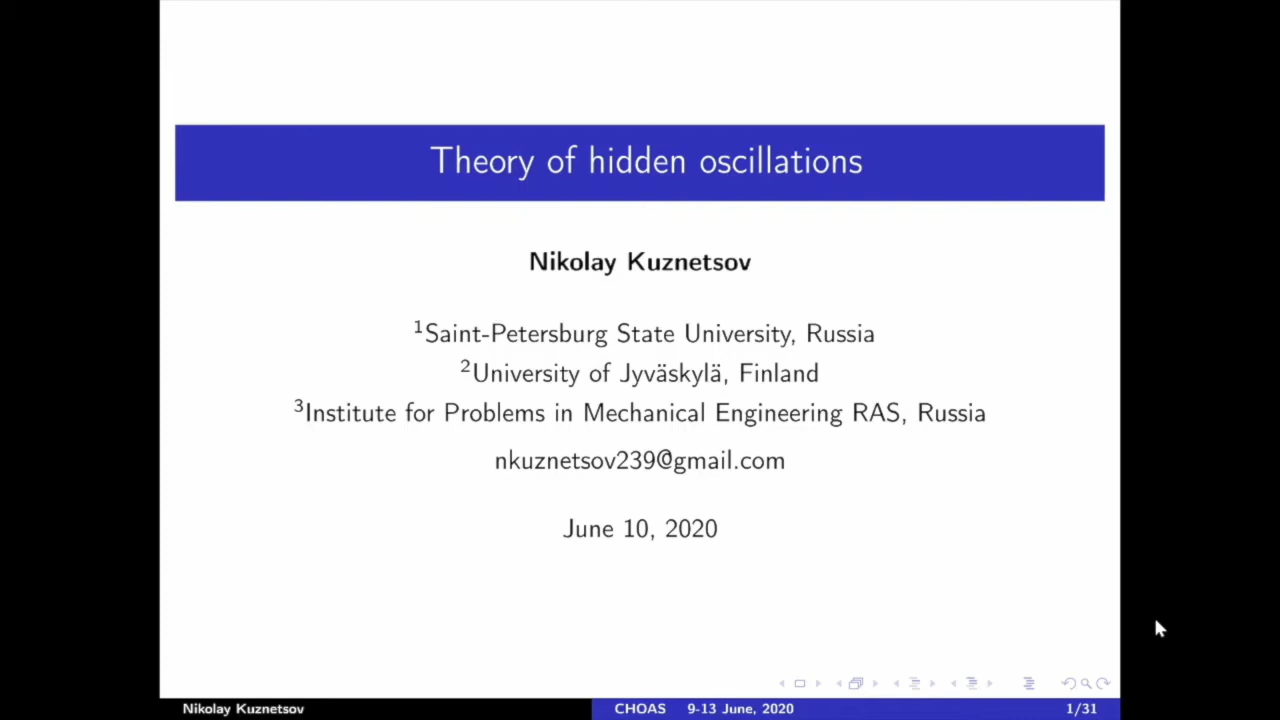 Theory of hidden oscillations
Nikolay Kuznetsov
¹Saint-Petersburg State University, Russia
²University of Jyväskylä, Finland
³Institute for Problems in Mechanical Engineering RAS, Russia
nkuznetsov239@gmail.com
June 10, 2020
Nikolay Kuznetsov CHOAS 9-13 June, 2020 1/31